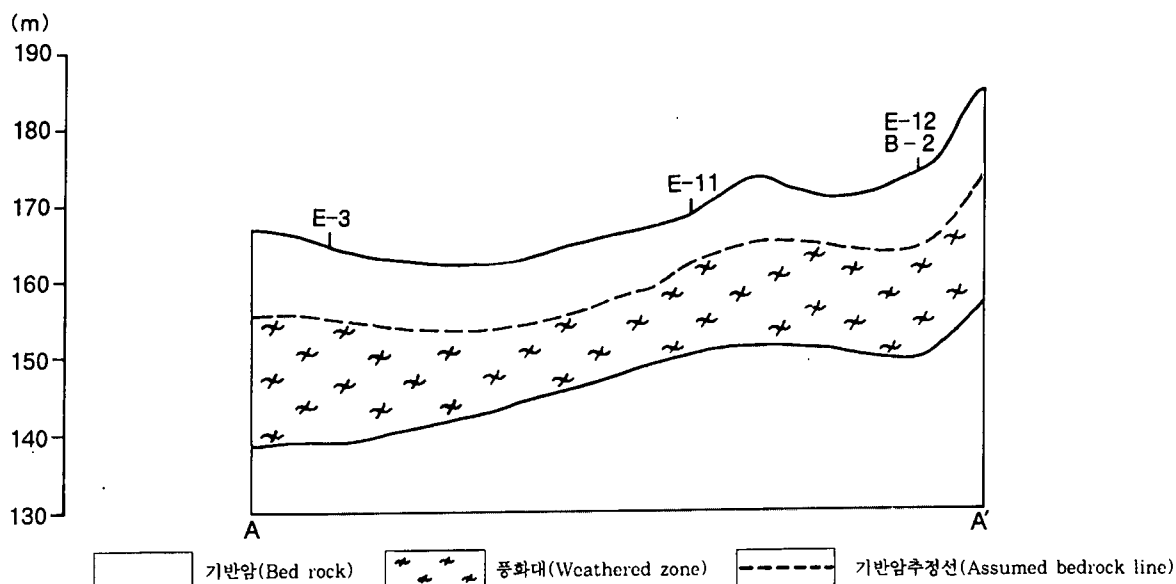 (m)
190
180
170
160
150
140
130
E-3
E-11
E-12
B-2
A
A'
기반암(Bed rock)
풍화대(Weathered zone)
기반암추정선(Assumed bedrock line)